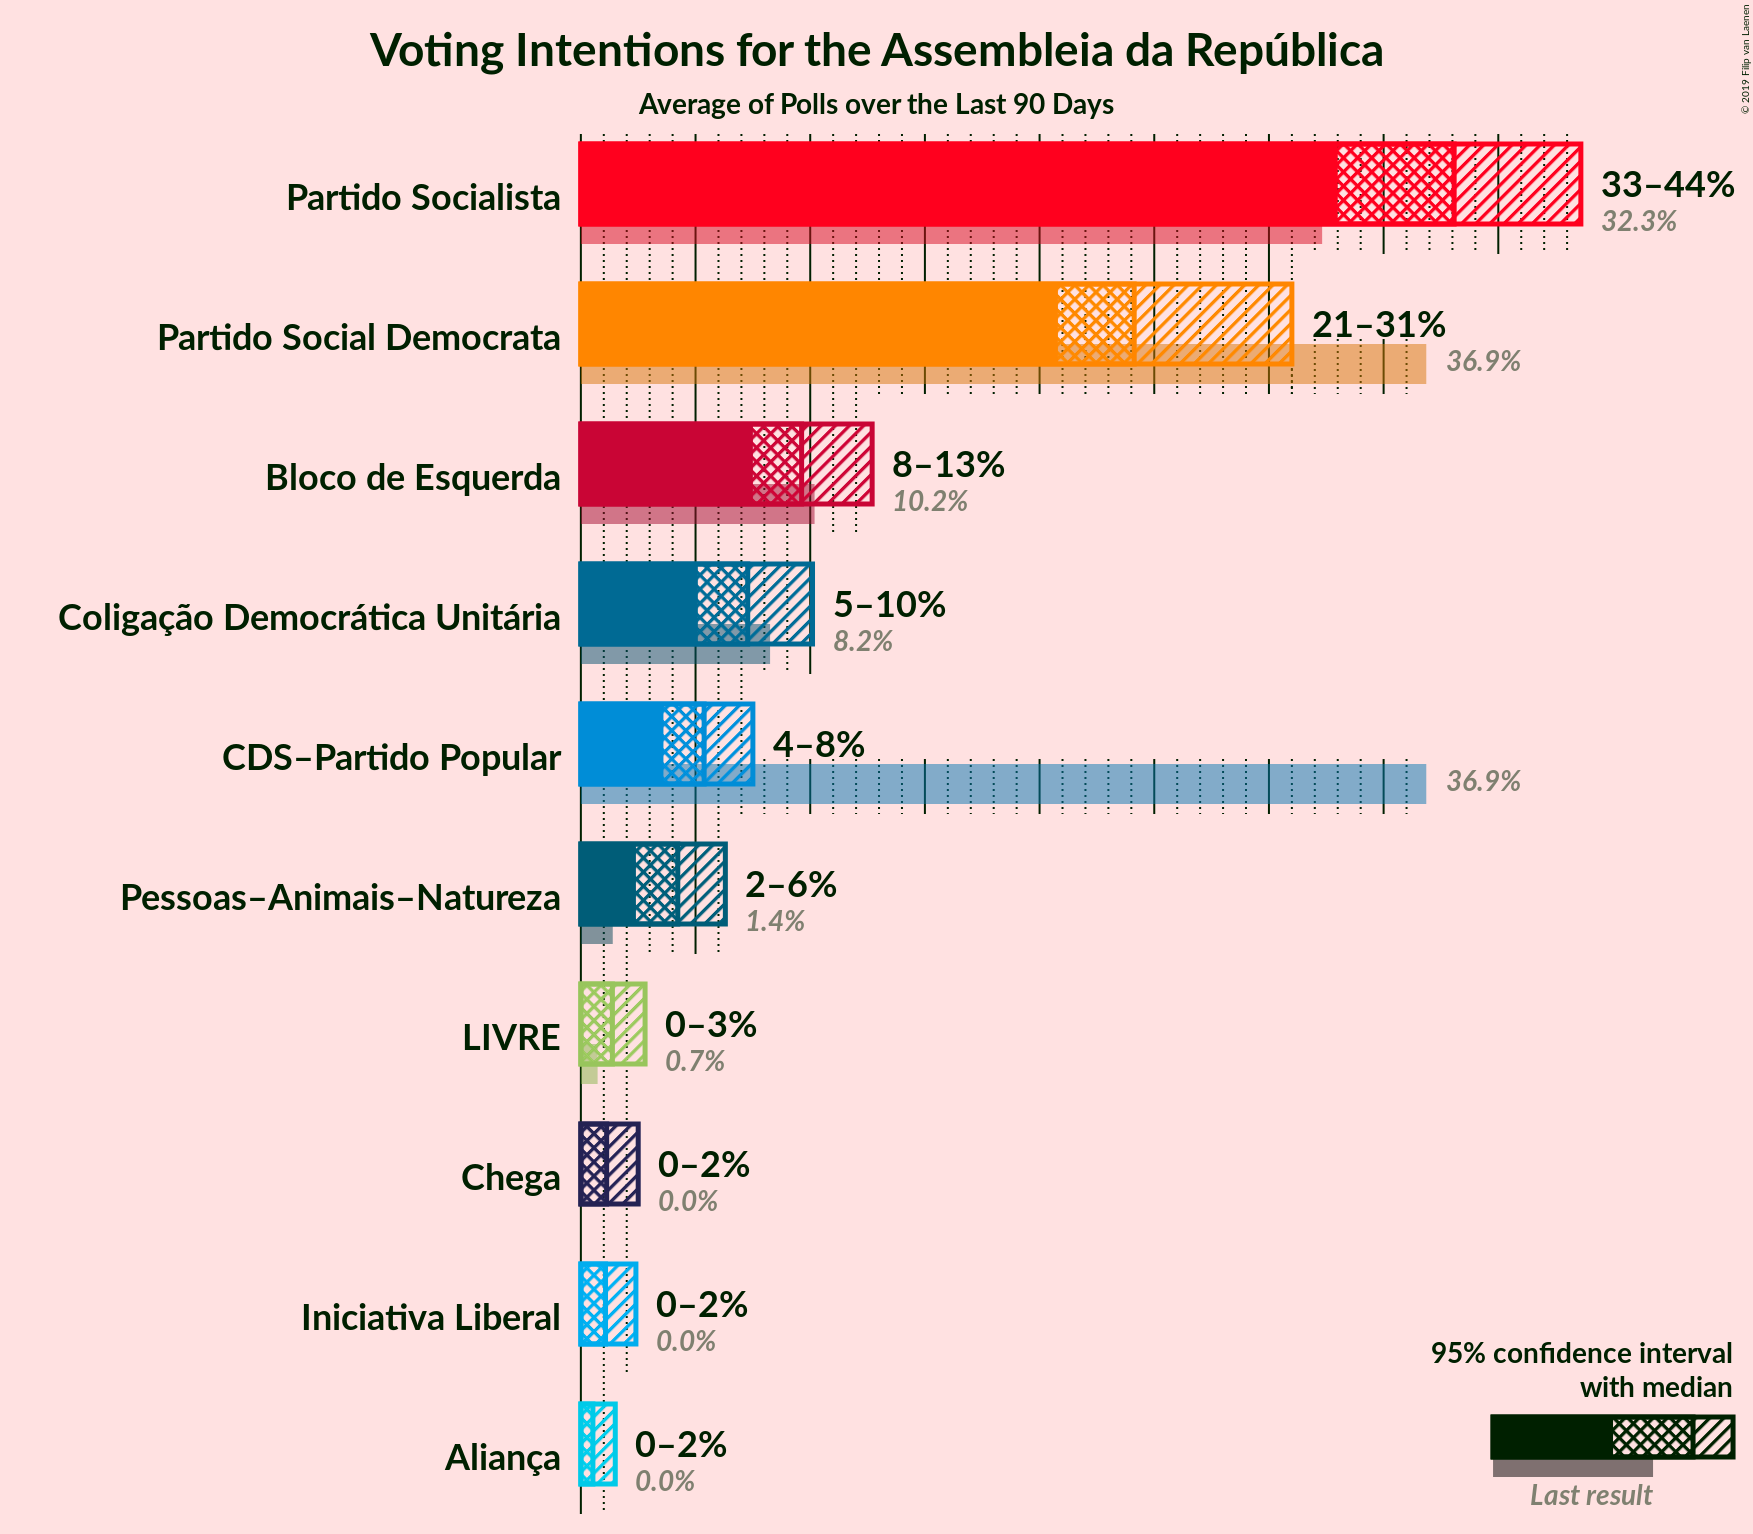 Voting Intentions for the Assembleia da República
Average of Polls over the Last 90 Days
© 2019 Filip van Laenen
Partido Socialista
33–44%
32.3%
Partido Social Democrata
21–31%
36.9%
Bloco de Esquerda
8–13%
10.2%
Coligação Democrática Unitária
5–10%
8.2%
CDS–Partido Popular
4–8%
36.9%
Pessoas–Animais–Natureza
2–6%
1.4%
LIVRE
0–3%
0.7%
Chega
0–2%
0.0%
Iniciativa Liberal
0–2%
0.0%
Aliança
0–2%
0.0%
95% confidence interval
with median
Last result